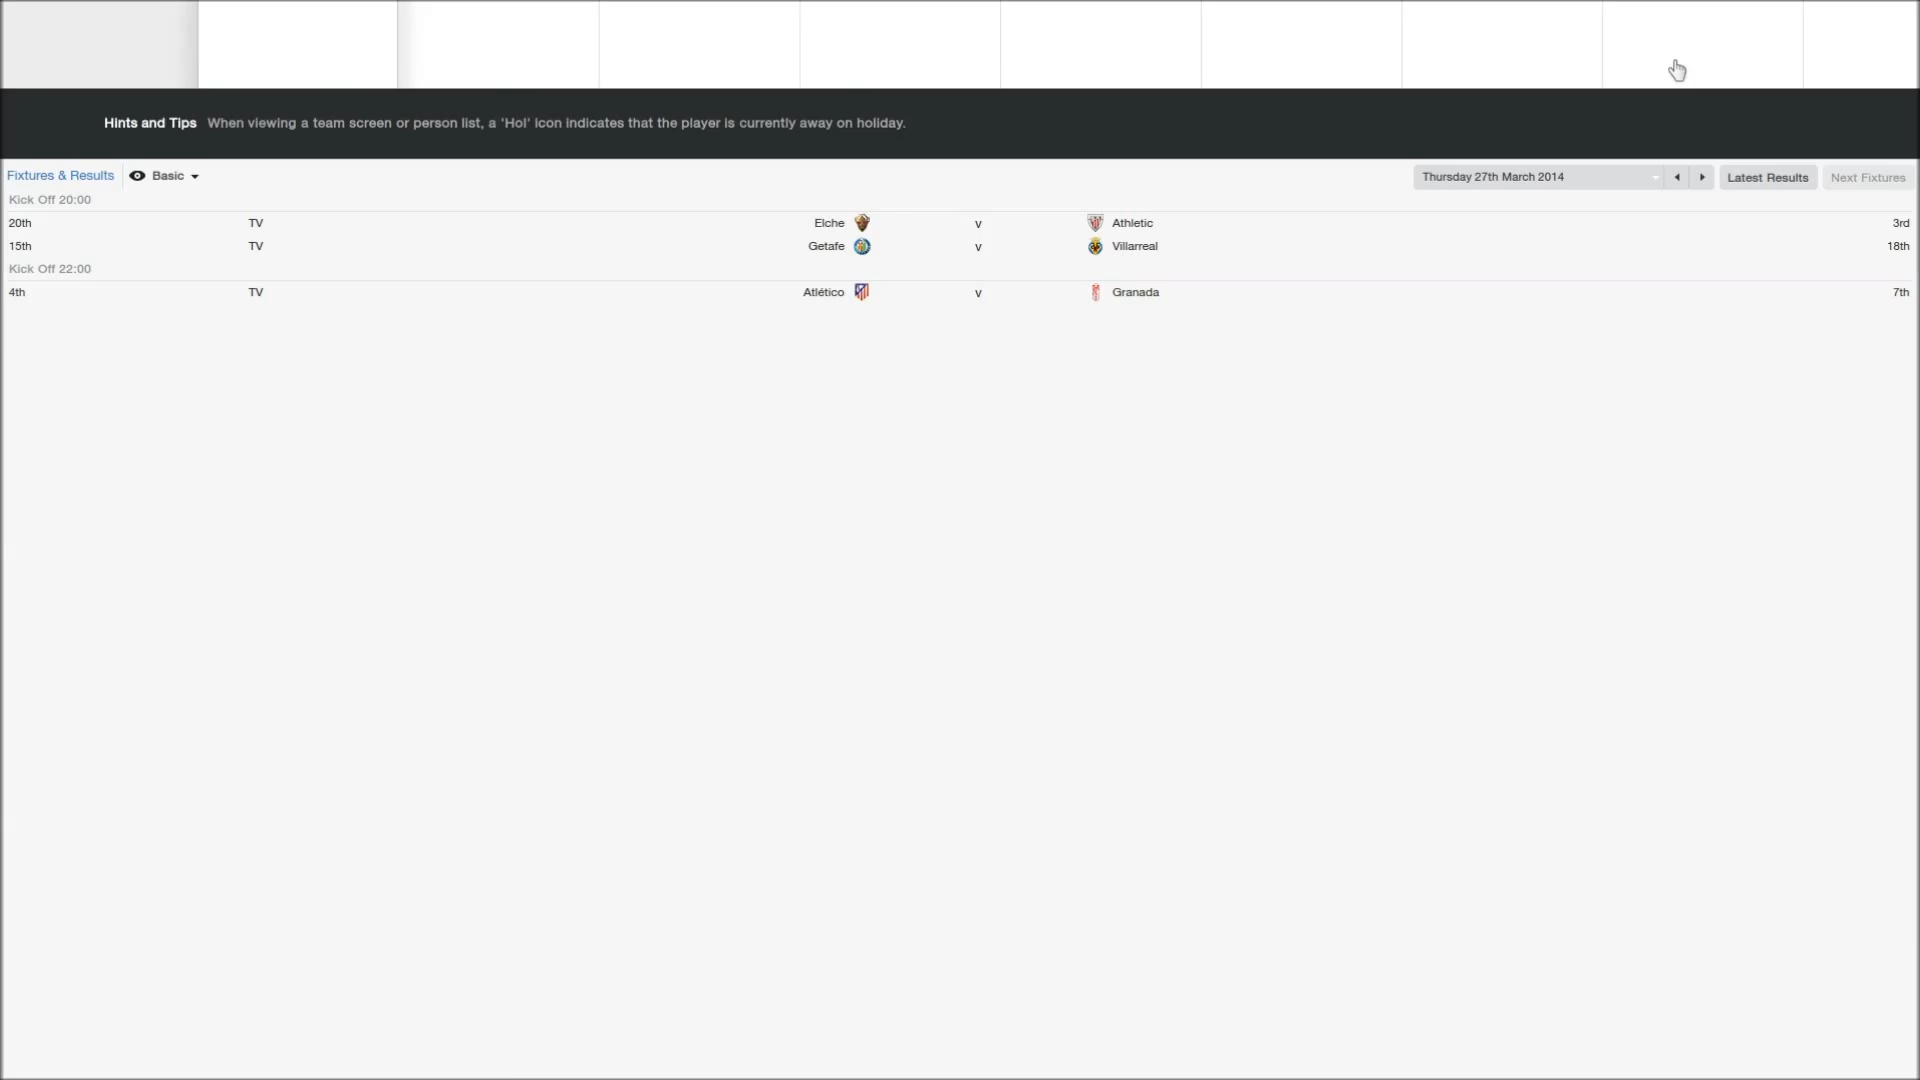 Hints and Tips When viewing a team screen or person list, a 'Hol' icon indicates that the player is currently away on holiday.
Fixtures & Results Basic Thursday 27th March 2014 Latest Results Next Fixtures
Kick Off 20:00
20th TV Elche v Athletic 3rd
15th TV Getafe v Villarreal 18th
Kick Off 22:00
4th TV Atlético v Granada 7th